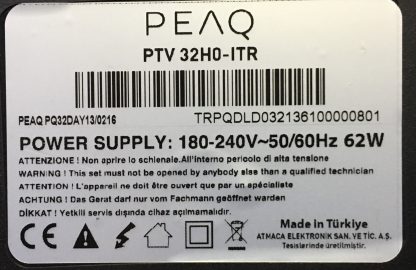 PEAQ
PTV 32H0-ITR
PEAQ PQ32DAY13/0216
TRPQDLD032136100000801
POWER SUPPLY: 180-240V~50/60Hz 62W
ATTENZIONE ! Non aprire lo schienale.All'interno pericolo di alta tensione
WARNING ! This set must not be opened by anybody else than a qualified technician
ATTENTION ! L'appareil ne doit être ouvert que par un spécialiste
ACHTUNG ! Das Gerät darf nur vom Fachmann geöffnet warden
DİKKAT ! Yetkili servis dışında cihaz açılmamalıdır.
CE
Made in Türkiye
ATMACA ELEKTRONİK SAN. VE TİC. A.Ş.
Tesislerinde üretilmiştir.